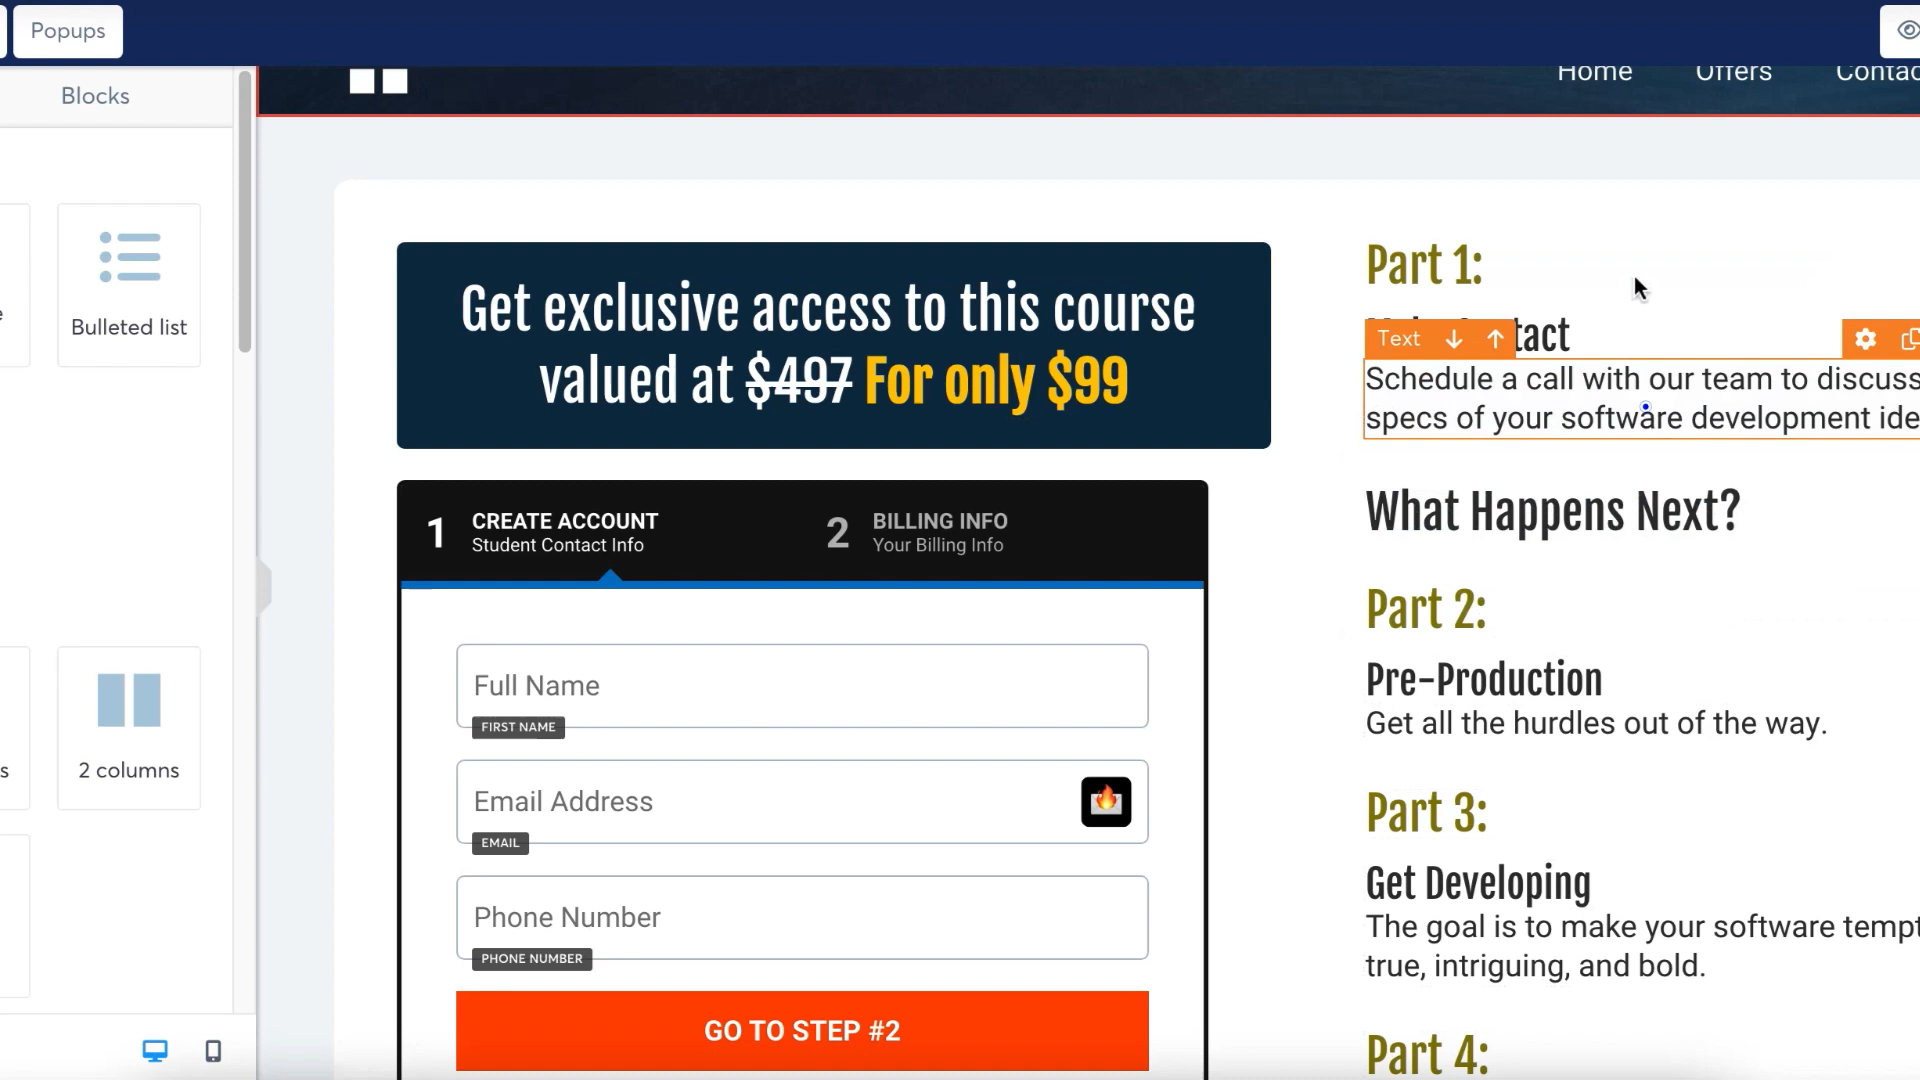 Popups
Home
Offers
Blocks
Bulleted list
2 columns
Get exclusive access to this course
valued at $497 For only $99
1
CREATE ACCOUNT
Student Contact Info
2
BILLING INFO
Your Billing Info
Full Name
FIRST NAME
Email Address
EMAIL
Phone Number
PHONE NUMBER
GO TO STEP #2
Part 1:
Text
Schedule a call with our team to discuss
specs of your software development
What Happens Next?
Part 2:
Pre-Production
Get all the hurdles out of the way.
Part 3:
Get Developing
The goal is to make your software
true, intriguing, and bold.
Part 4: